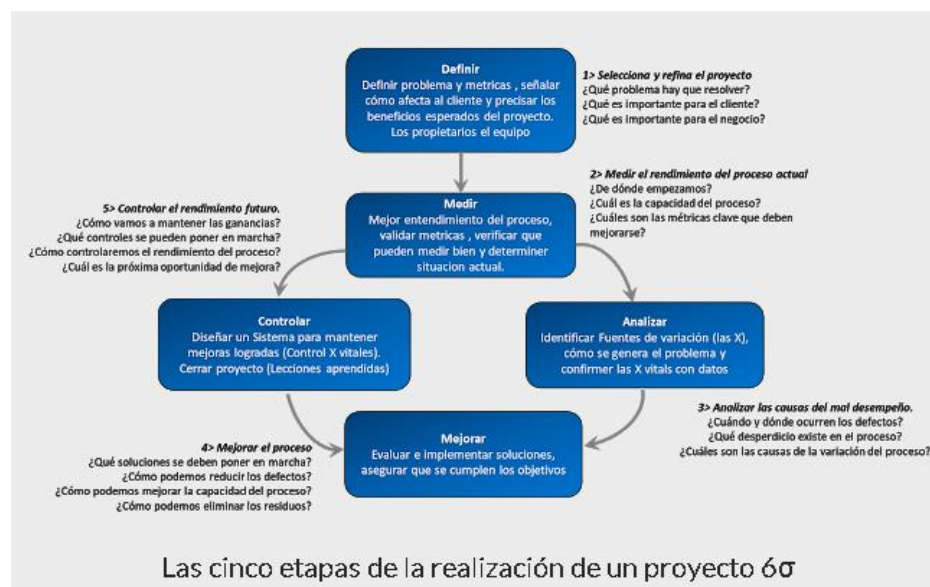 Definir
Definir problema y metricas , señalar
cómo afecta al cliente y precisar los
beneficios esperados del proyecto.
Los propietarios el equipo
1> Selecciona y refina el proyecto
¿Qué problema hay que resolver?
¿Qué es importante para el cliente?
¿Qué es importante para el negocio?
2> Medir el rendimiento del proceso actual
¿De dónde empezamos?
¿Cuál es la capacidad del proceso?
¿Cuáles son las métricas clave que deben
mejorarse?
Medir
Mejor entendimiento del proceso,
validar metricas , verificar que
pueden medir bien y determiner
situacion actual.
5> Controlar el rendimiento futuro.
¿Cómo vamos a mantener las ganancias?
¿Qué controles se pueden poner en marcha?
¿Cómo controlaremos el rendimiento del proceso?
¿Cuál es la próxima oportunidad de mejora?
Controlar
Diseñar un Sistema para mantener
mejoras logradas (Control X vitales).
Cerrar proyecto (Lecciones aprendidas)
Analizar
Identificar Fuentes de variación (las X),
cómo se genera el problema y
confirmer las X vitals con datos
3> Analizar las causas del mal desempeño.
¿Cuándo y dónde ocurren los defectos?
¿Qué desperdicio existe en el proceso?
¿Cuáles son las causas de la variación del proceso?
Mejorar
Evaluar e implementar soluciones,
asegurar que se cumplen los objetivos
4> Mejorar el proceso
¿Qué soluciones se deben poner en marcha?
¿Cómo podemos reducir los defectos?
¿Cómo podemos mejorar la capacidad del proceso?
¿Cómo podemos eliminar los residuos?
Las cinco etapas de la realización de un proyecto 6σ